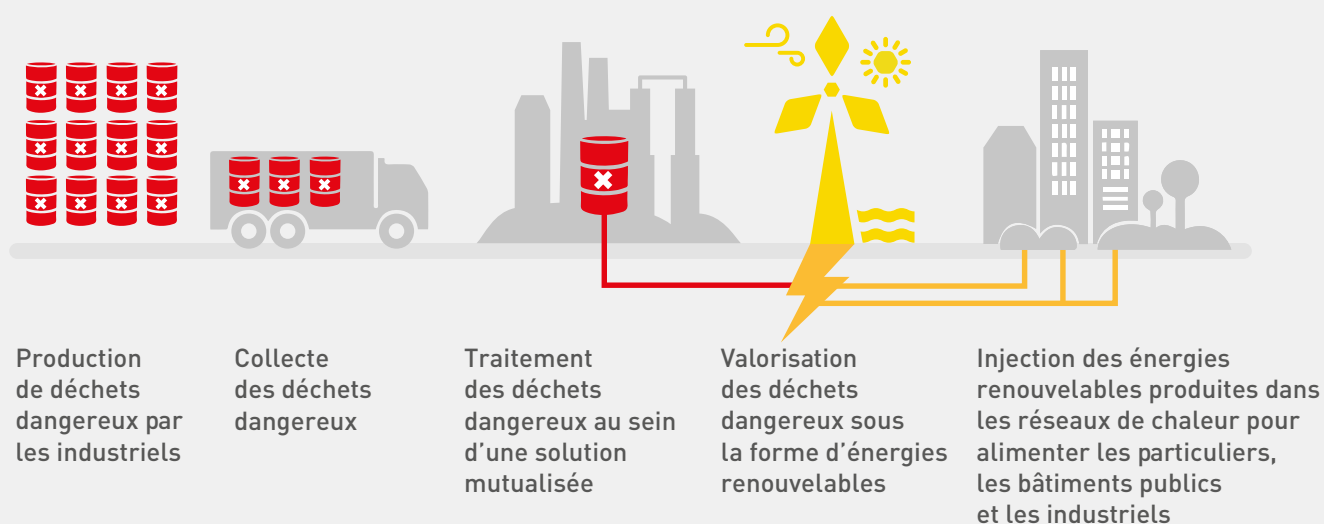 Production
de déchets
dangereux par
les industriels
Collecte
des déchets
dangereux
Traitement
des déchets
dangereux au sein
d’une solution
mutualisée
Valorisation
des déchets
dangereux sous
la forme d’énergies
renouvelables
Injection des énergies
renouvelables produites dans
les réseaux de chaleur pour
alimenter les particuliers,
les bâtiments publics
et les industriels